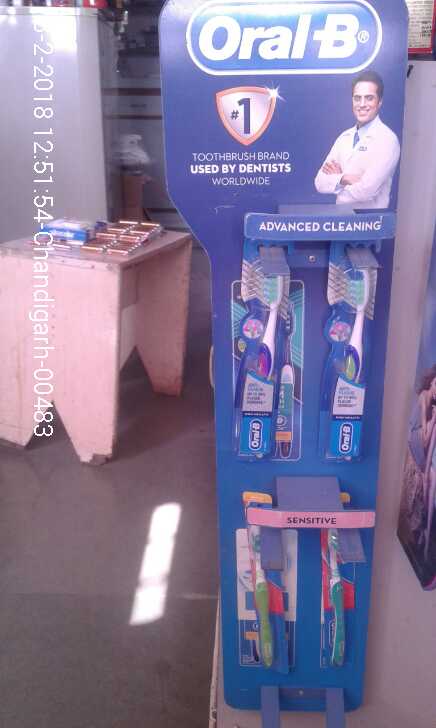 -2-2018 12:51:54-Chandigarh-00483
Oral-B®
#1
TOOTHBRUSH BRAND
USED BY DENTISTS
WORLDWIDE
ADVANCED CLEANING
Oral-B
Oral-B
SENSITIVE